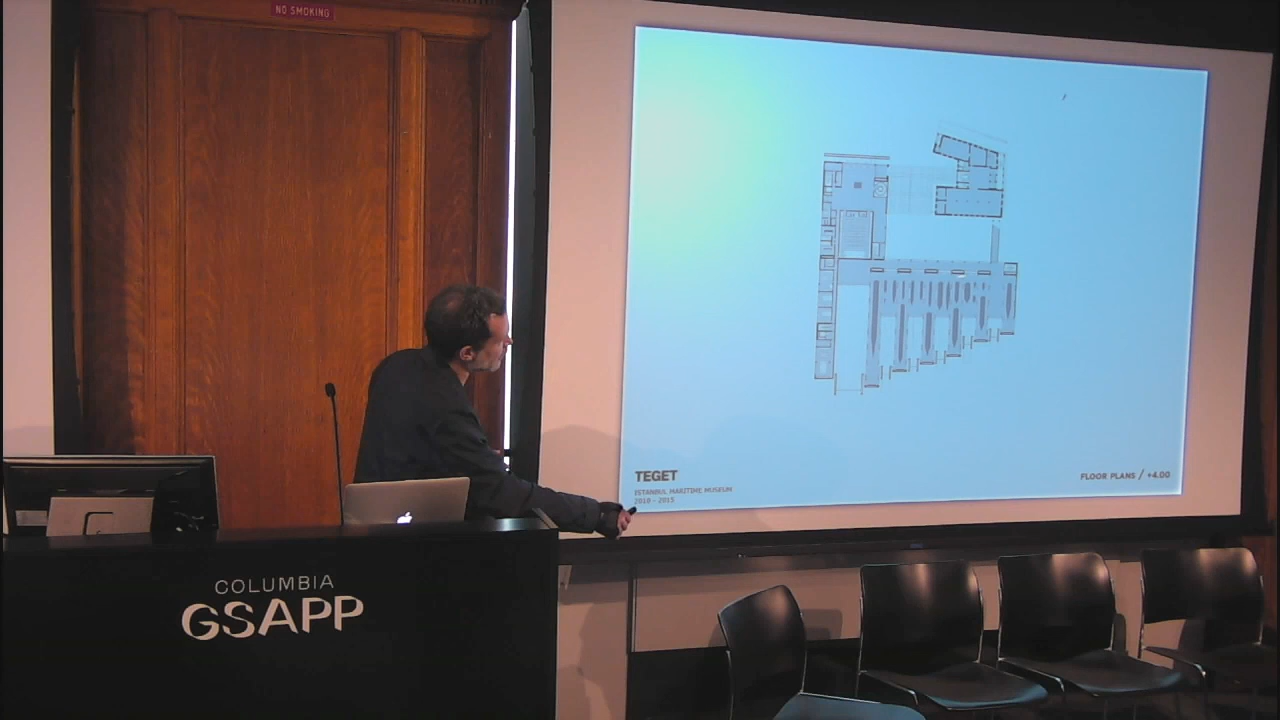 NO SMOKING
TEGET
ISTANBUL MARITIME MUSEUM
2010 - 2013
FLOOR PLANS / +4.00
COLUMBIA
GSAPP